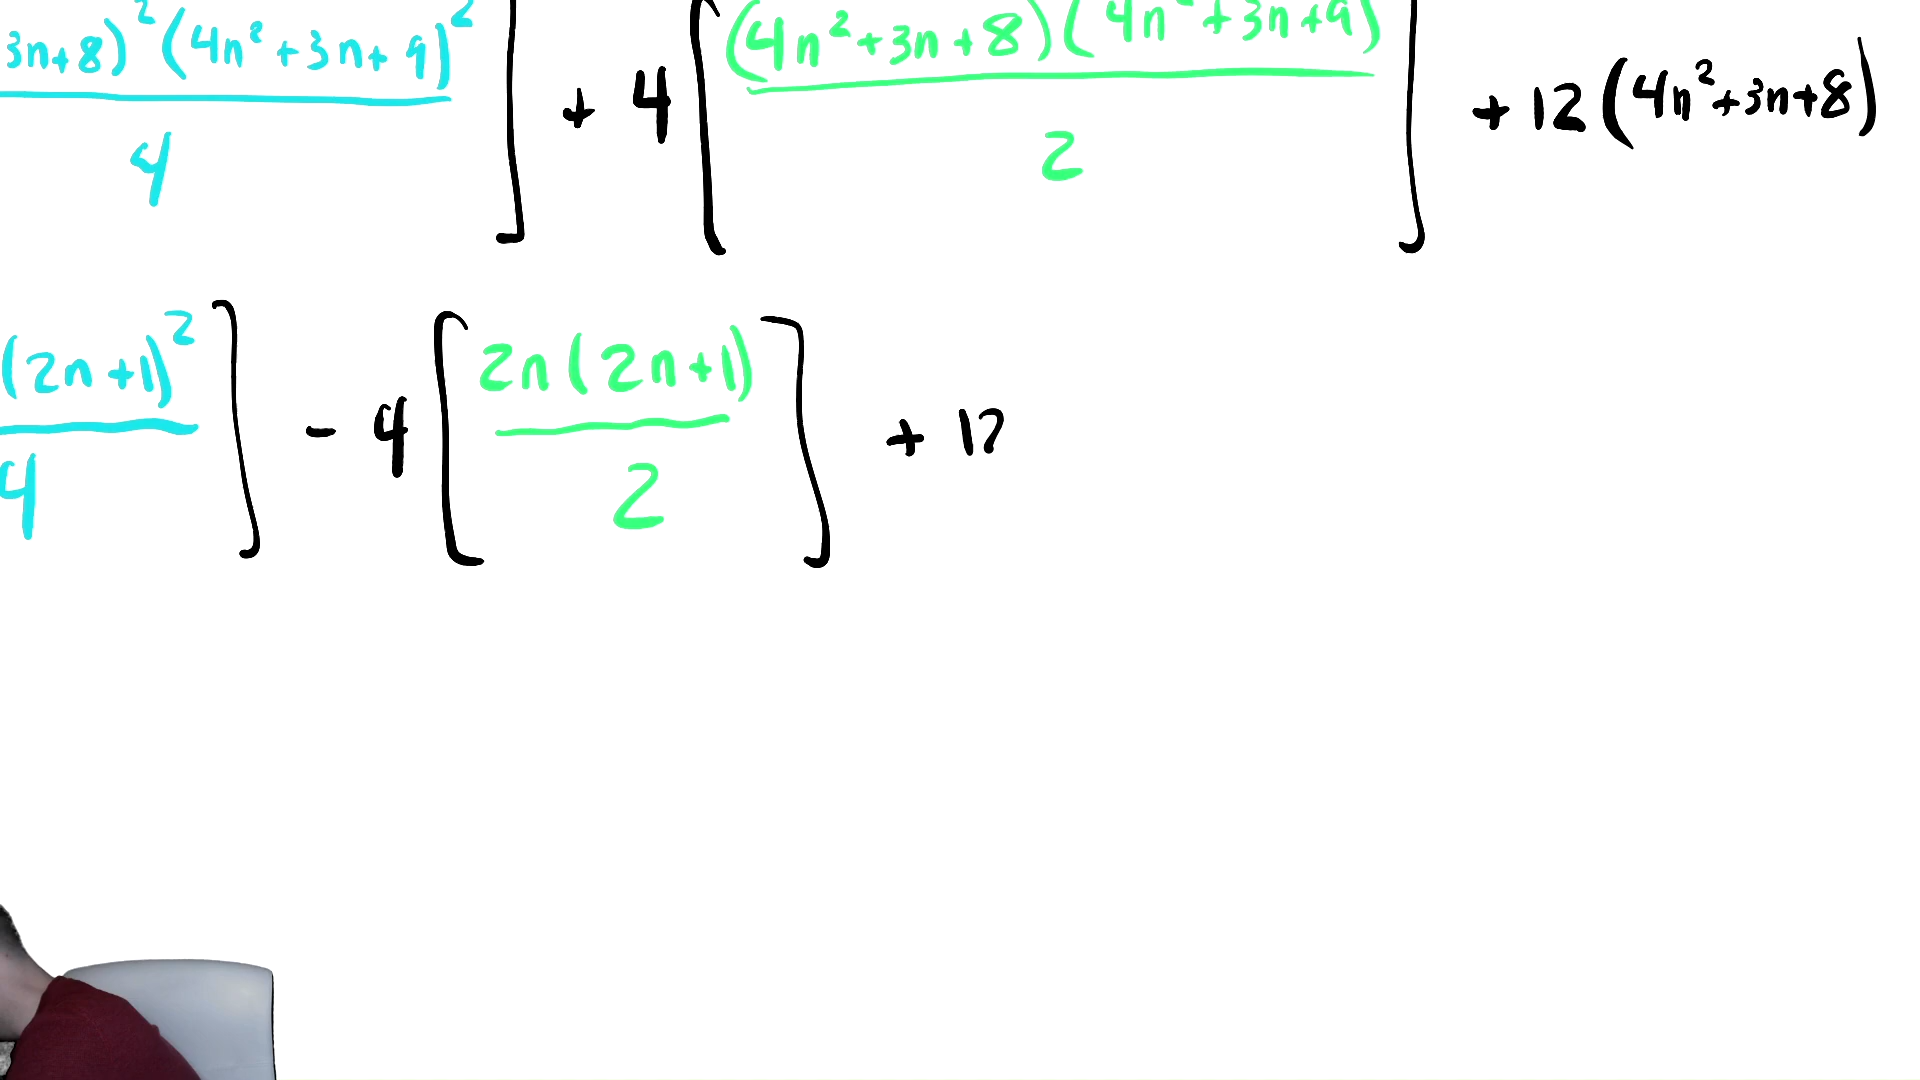 3n+8)²(4n²+3n+9)² / 4 ] + 4[ (4n²+3n+8)(4n²+3n+9) / 2 ] + 12(4n²+3n+8)
(2n+1)² / 4 ] - 4[ 2n(2n+1) / 2 ] + 12